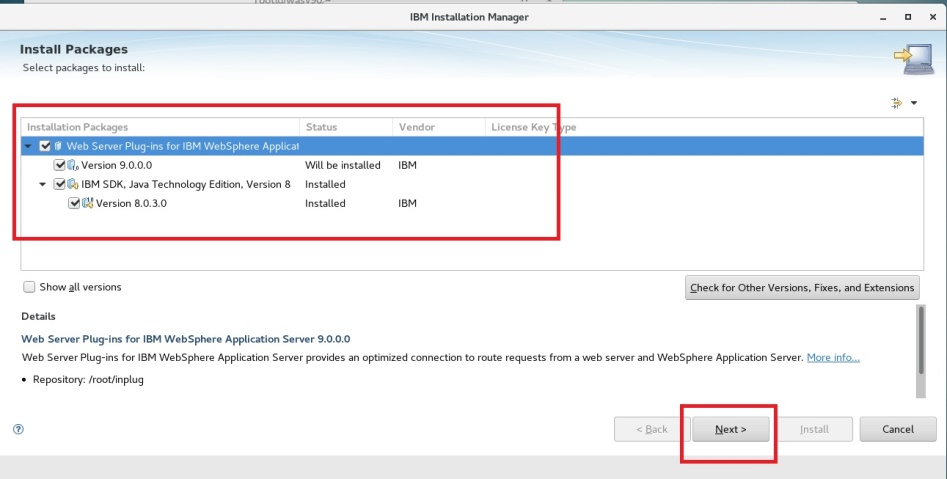 IBM Installation Manager
Install Packages
Select packages to install:
Installation Packages Status Vendor License Key Type
Web Server Plug-ins for IBM WebSphere Applicat
Version 9.0.0.0 Will be installed IBM
IBM SDK, Java Technology Edition, Version 8 Installed
Version 8.0.3.0 Installed IBM
Show all versions
Check for Other Versions, Fixes, and Extensions
Details
Web Server Plug-ins for IBM WebSphere Application Server 9.0.0.0
Web Server Plug-ins for IBM WebSphere Application Server provides an optimized connection to route requests from a web server and WebSphere Application Server. More info...
• Repository: /root/inplug
? < Back Next > Install Cancel